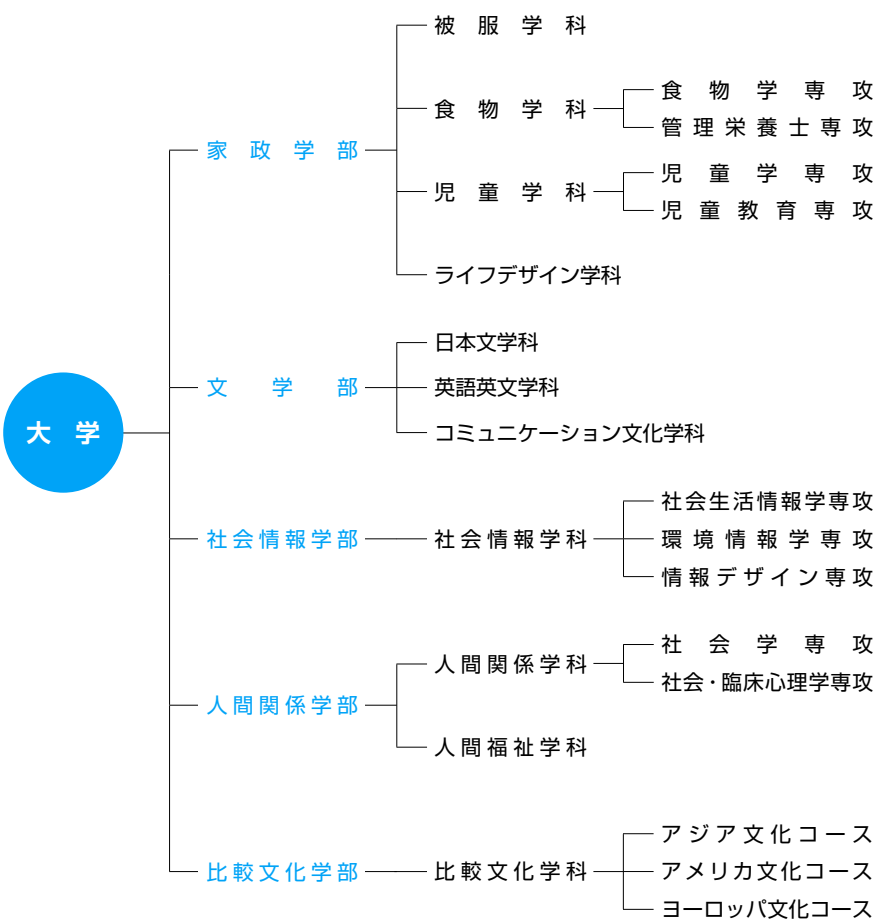 大学
家政学部
被服学科
食物学科
食物学専攻
管理栄養士専攻
児童学科
児童学専攻
児童教育専攻
ライフデザイン学科
文学部
日本文学科
英語英文学科
コミュニケーション文化学科
社会情報学部
社会情報学科
社会生活情報学専攻
環境情報学専攻
情報デザイン専攻
人間関係学部
人間関係学科
社会学専攻
社会・臨床心理学専攻
人間福祉学科
比較文化学部
比較文化学科
アジア文化コース
アメリカ文化コース
ヨーロッパ文化コース